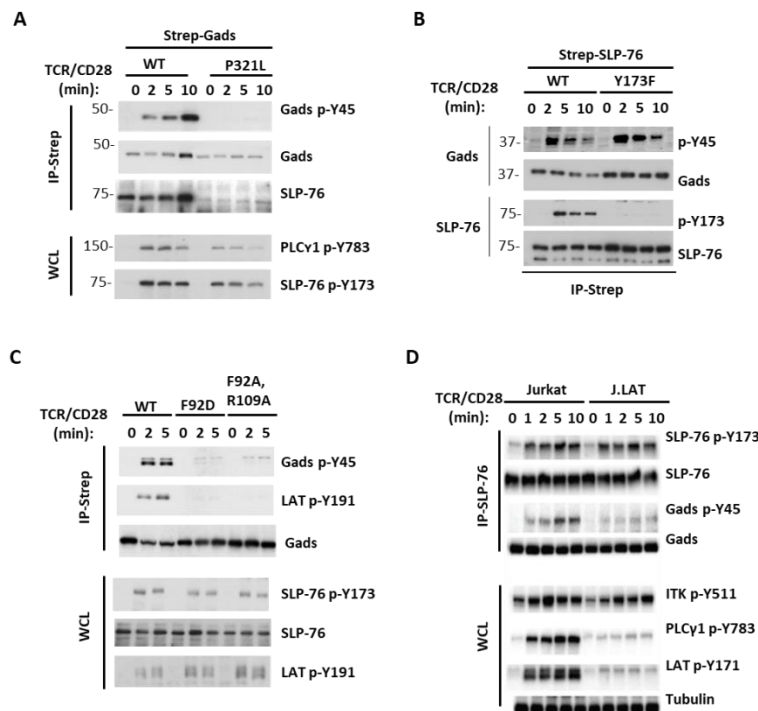 A
Strep-Gads
TCR/CD28 WT P321L
(min): 0 2 5 10 0 2 5 10
IP-Strep
50- Gads p-Y45
50- Gads
75- SLP-76
WCL
150- PLCγ1 p-Y783
75- SLP-76 p-Y173
B
Strep-SLP-76
TCR/CD28 WT Y173F
(min): 0 2 5 10 0 2 5 10
Gads
37- p-Y45
37- Gads
SLP-76
75- p-Y173
75- SLP-76
IP-Strep
C
F92A,
TCR/CD28 WT F92D R109A
(min): 0 2 5 0 2 5 0 2 5
IP-Strep
Gads p-Y45
LAT p-Y191
Gads
WCL
SLP-76 p-Y173
SLP-76
LAT p-Y191
D
TCR/CD28 Jurkat J.LAT
(min): 0 1 2 5 10 0 1 2 5 10
IP-SLP-76
SLP-76 p-Y173
SLP-76
Gads p-Y45
Gads
WCL
ITK p-Y511
PLCγ1 p-Y783
LAT p-Y171
Tubulin